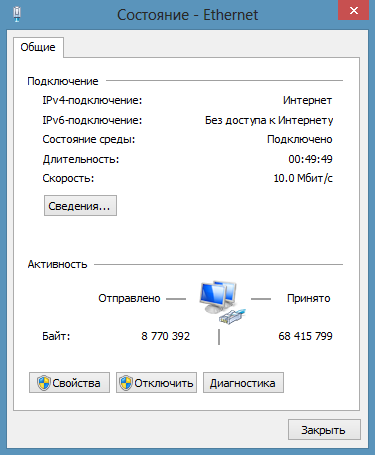 Состояние - Ethernet
Общие
Подключение
IPv4-подключение: Интернет
IPv6-подключение: Без доступа к Интернету
Состояние среды: Подключено
Длительность: 00:49:49
Скорость: 10.0 Мбит/с
Сведения...
Активность
Отправлено Принято
Байт: 8 770 392 68 415 799
Свойства Отключить Диагностика
Закрыть